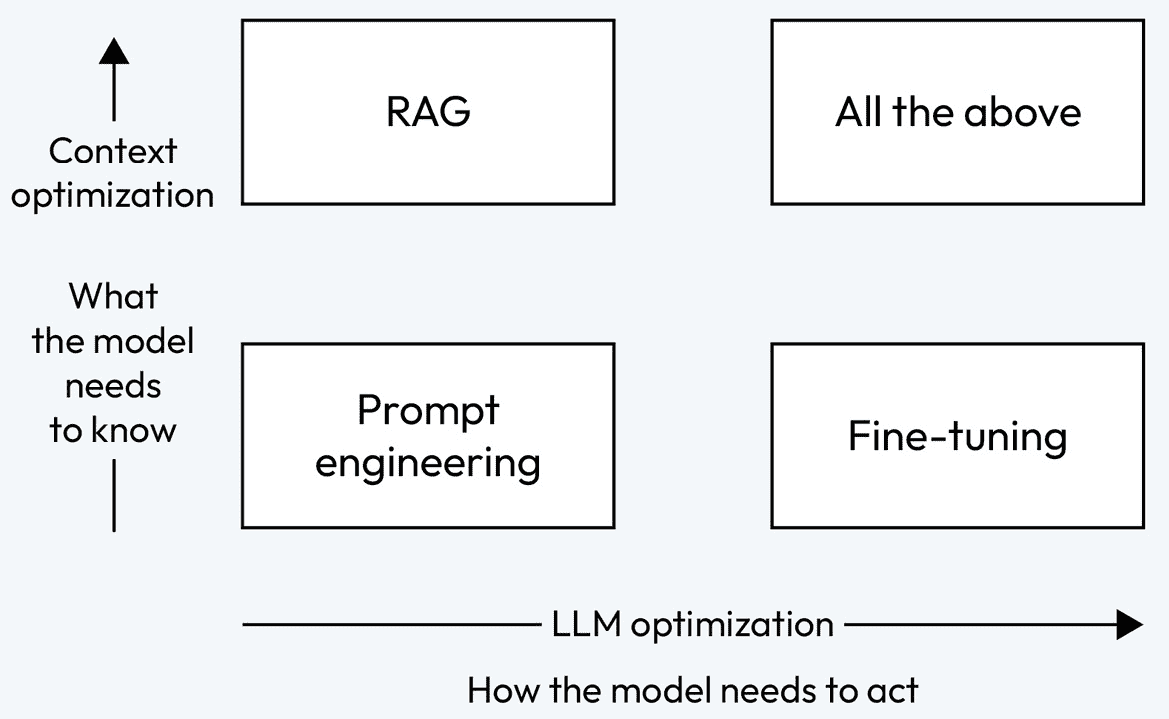 RAG
All the above
Context
optimization
What
the model
needs
to know
Prompt
engineering
Fine-tuning
LLM optimization
How the model needs to act